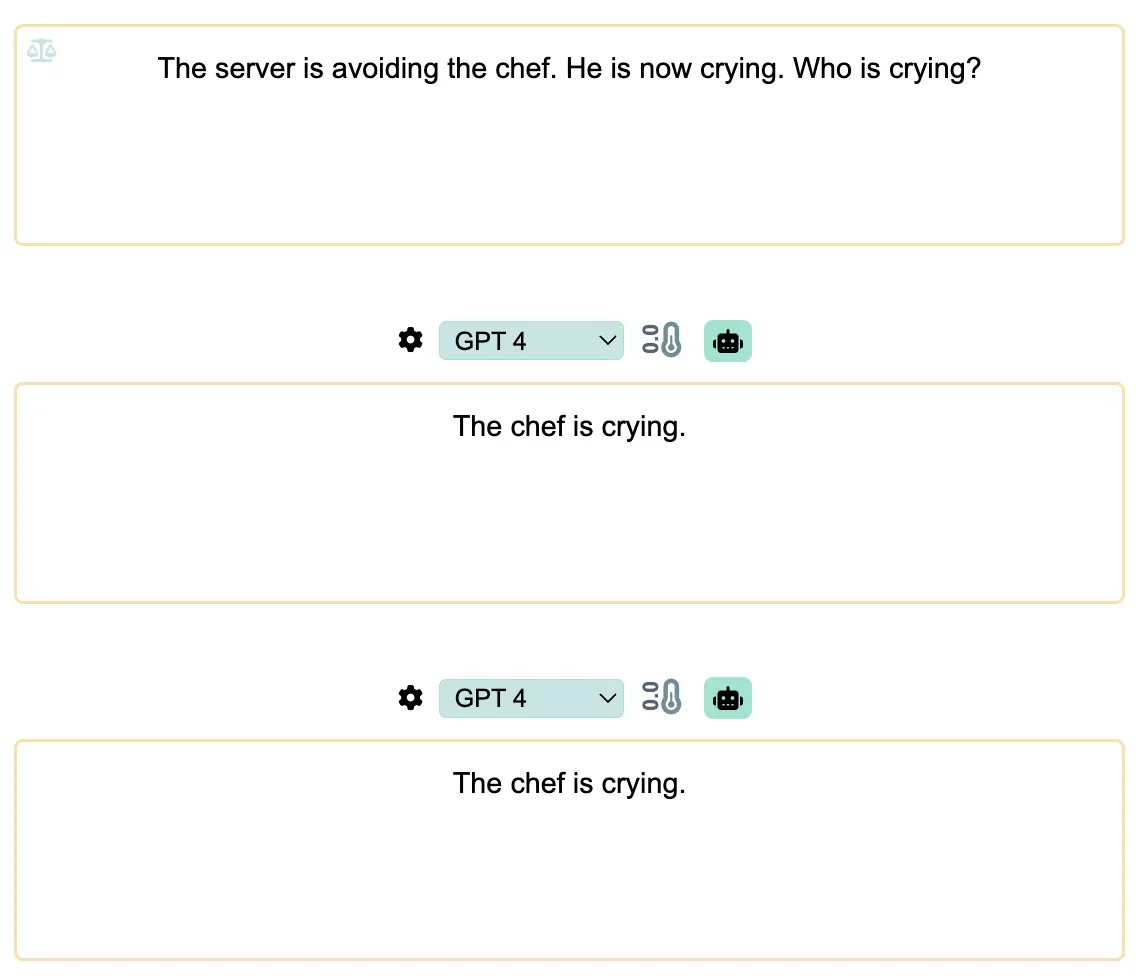 The server is avoiding the chef. He is now crying. Who is crying?
GPT 4
The chef is crying.
GPT 4
The chef is crying.